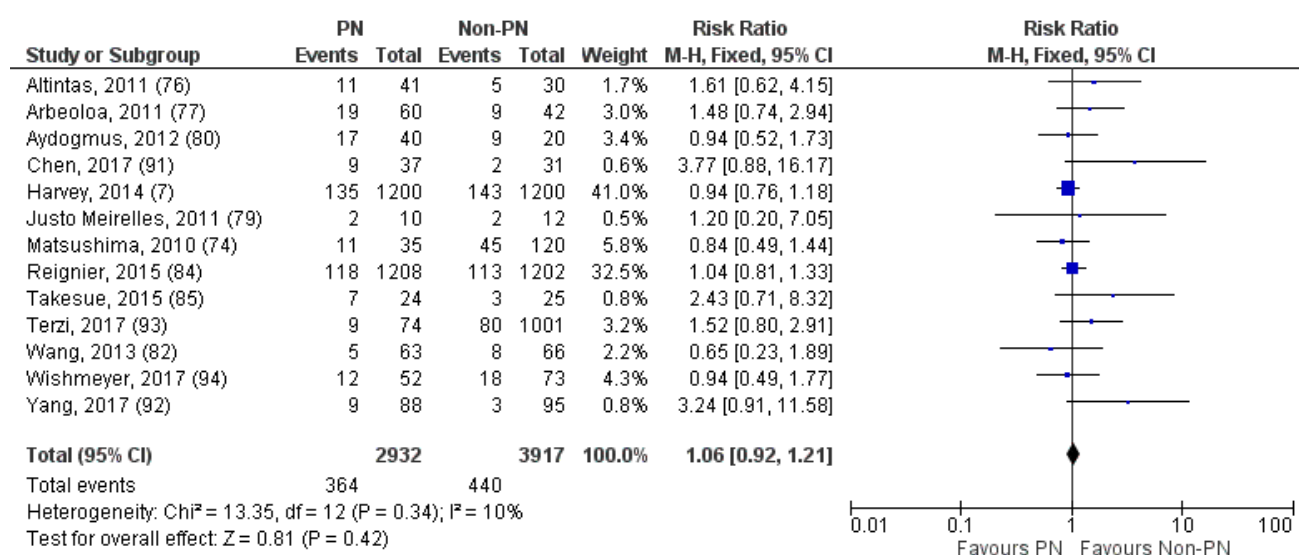 PN Non-PN Risk Ratio Risk Ratio
Study or Subgroup Events Total Events Total Weight M-H, Fixed, 95% CI M-H, Fixed, 95% CI
Altintas, 2011 (76) 11 41 5 30 1.7% 1.61 [0.62, 4.15]
Arbeoloa, 2011 (77) 19 60 9 42 3.0% 1.48 [0.74, 2.94]
Aydogmus, 2012 (80) 17 40 9 20 3.4% 0.94 [0.52, 1.73]
Chen, 2017 (91) 9 37 2 31 0.6% 3.77 [0.88, 16.17]
Harvey, 2014 (7) 135 1200 143 1200 41.0% 0.94 [0.76, 1.18]
Justo Meirelles, 2011 (79) 2 10 2 12 0.5% 1.20 [0.20, 7.05]
Matsushima, 2010 (74) 11 35 45 120 5.8% 0.84 [0.49, 1.44]
Reignier, 2015 (84) 118 1208 113 1202 32.5% 1.04 [0.81, 1.33]
Takesue, 2015 (85) 7 24 3 25 0.8% 2.43 [0.71, 8.32]
Terzi, 2017 (93) 9 74 80 1001 3.2% 1.52 [0.80, 2.91]
Wang, 2013 (82) 5 63 8 66 2.2% 0.65 [0.23, 1.89]
Wishmeyer, 2017 (94) 12 52 18 73 4.3% 0.94 [0.49, 1.77]
Yang, 2017 (92) 9 88 3 95 0.8% 3.24 [0.91, 11.58]
Total (95% CI) 2932 3917 100.0% 1.06 [0.92, 1.21]
Total events 364 440
Heterogeneity: Chi² = 13.35, df = 12 (P = 0.34); I² = 10%
Test for overall effect: Z = 0.81 (P = 0.42)
0.01 0.1 1 10 100
Favours PN Favours Non-PN